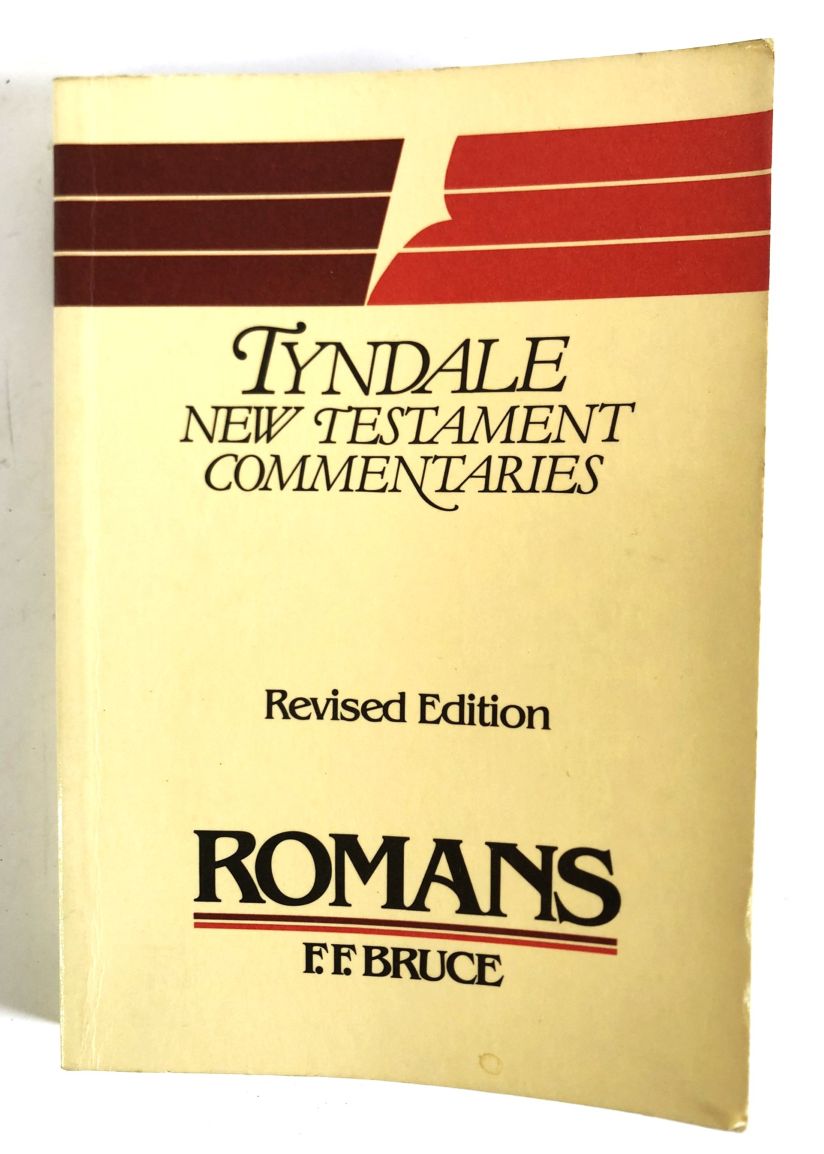 TYNDALE
NEW TESTAMENT
COMMENTARIES
Revised Edition
ROMANS
F. F. BRUCE